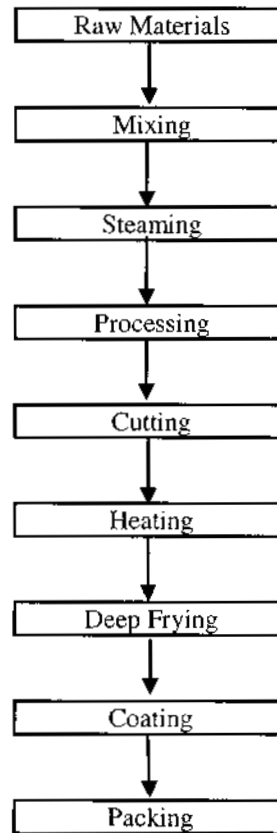 Raw Materials
Mixing
Steaming
Processing
Cutting
Heating
Deep Frying
Coating
Packing